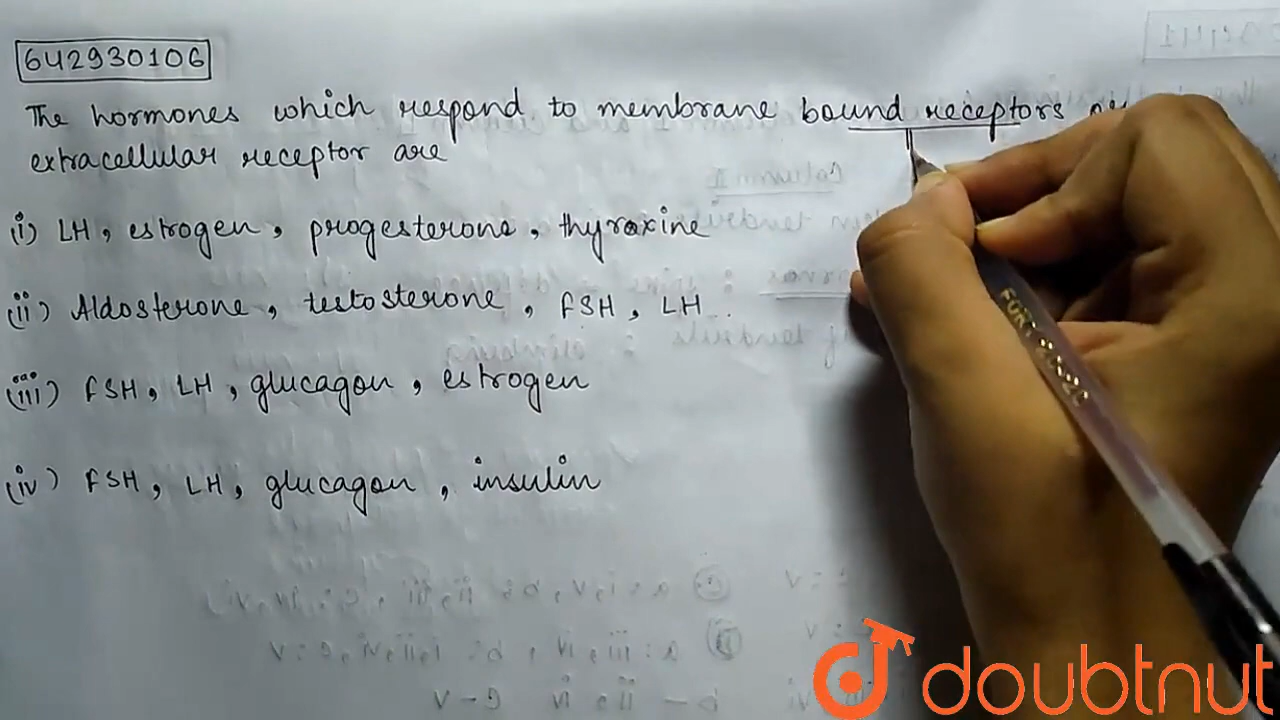 642930106
The hormones which respond to membrane bound receptors
extracellular receptor are
(i) LH, estrogen, progesterone, thyroxine
(ii) Aldosterone, testosterone, FSH, LH.
(iii) FSH, LH, glucagon, estrogen
(iv) FSH, LH, glucagon, insulin
doubtnut